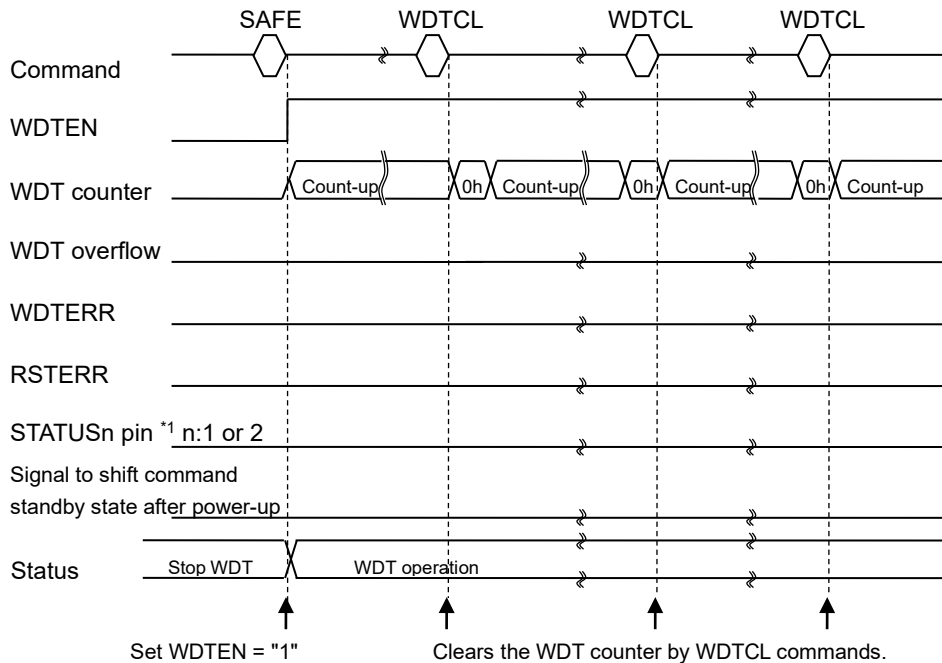 SAFE WDTCL WDTCL WDTCL
Command
WDTEN
WDT counter Count-up 0h Count-up 0h Count-up 0h Count-up
WDT overflow
WDTERR
RSTERR
STATUSn pin *1 n:1 or 2
Signal to shift command
standby state after power-up
Status Stop WDT WDT operation
Set WDTEN = "1" Clears the WDT counter by WDTCL commands.